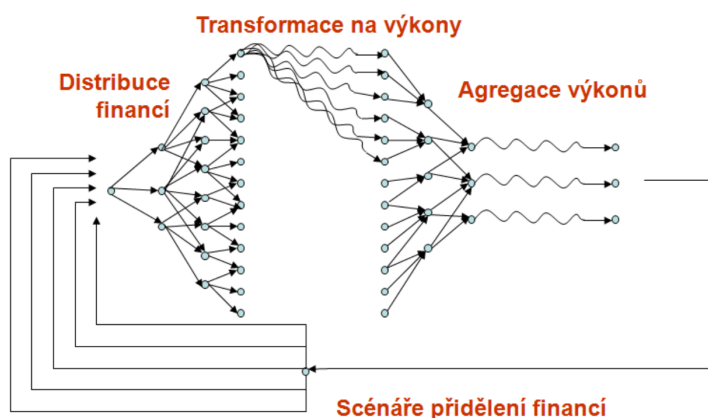 Transformace na výkony
Distribuce
financí
Agregace výkonů
Scénáře přidělení financí